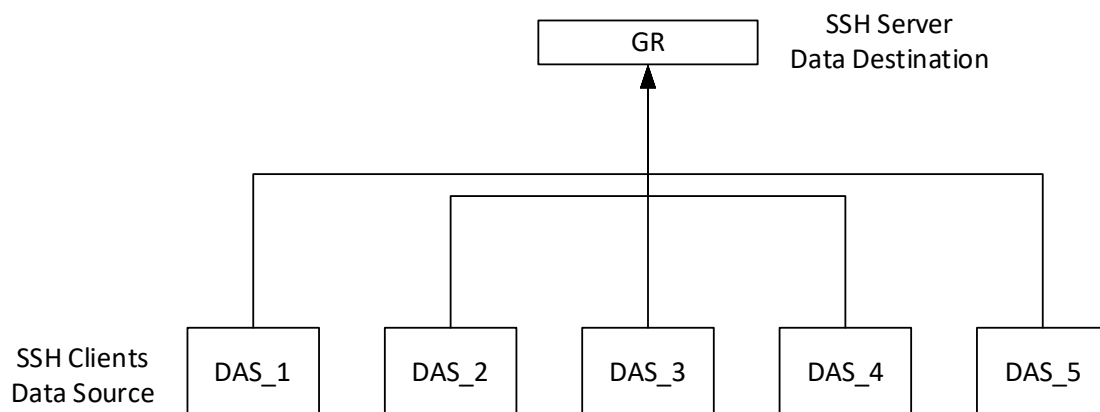 SSH Server
Data Destination
GR
SSH Clients
Data Source
DAS_1
DAS_2
DAS_3
DAS_4
DAS_5